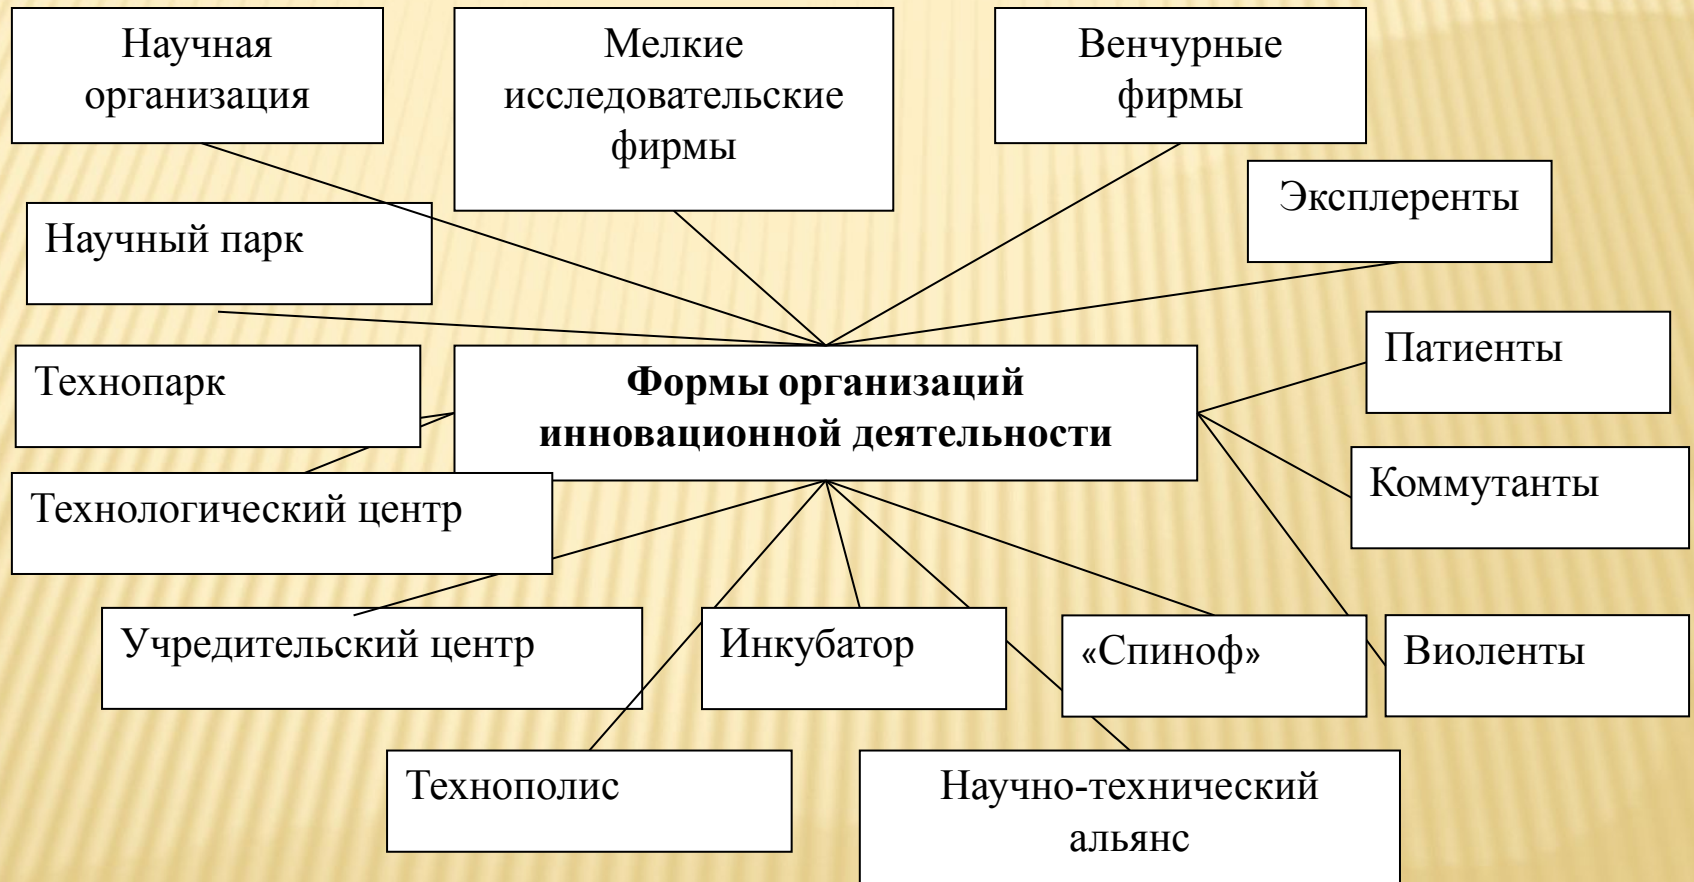 Научная
организация
Мелкие
исследовательские
фирмы
Венчурные
фирмы
Эксплеренты
Научный парк
Патиенты
Технопарк
Формы организаций
инновационной деятельности
Коммутанты
Технологический центр
Учредительский центр
Инкубатор
«Спиноф»
Виоленты
Технополис
Научно-технический
альянс